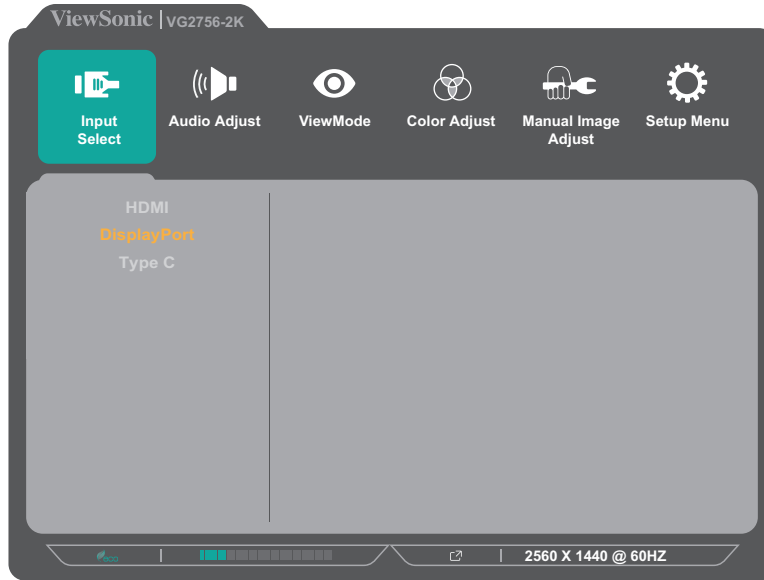 ViewSonic | VG2756-2K
Input
Select
Audio Adjust
ViewMode
Color Adjust
Manual Image
Adjust
Setup Menu
HDMI
DisplayPort
Type C
eco
2560 X 1440 @ 60HZ